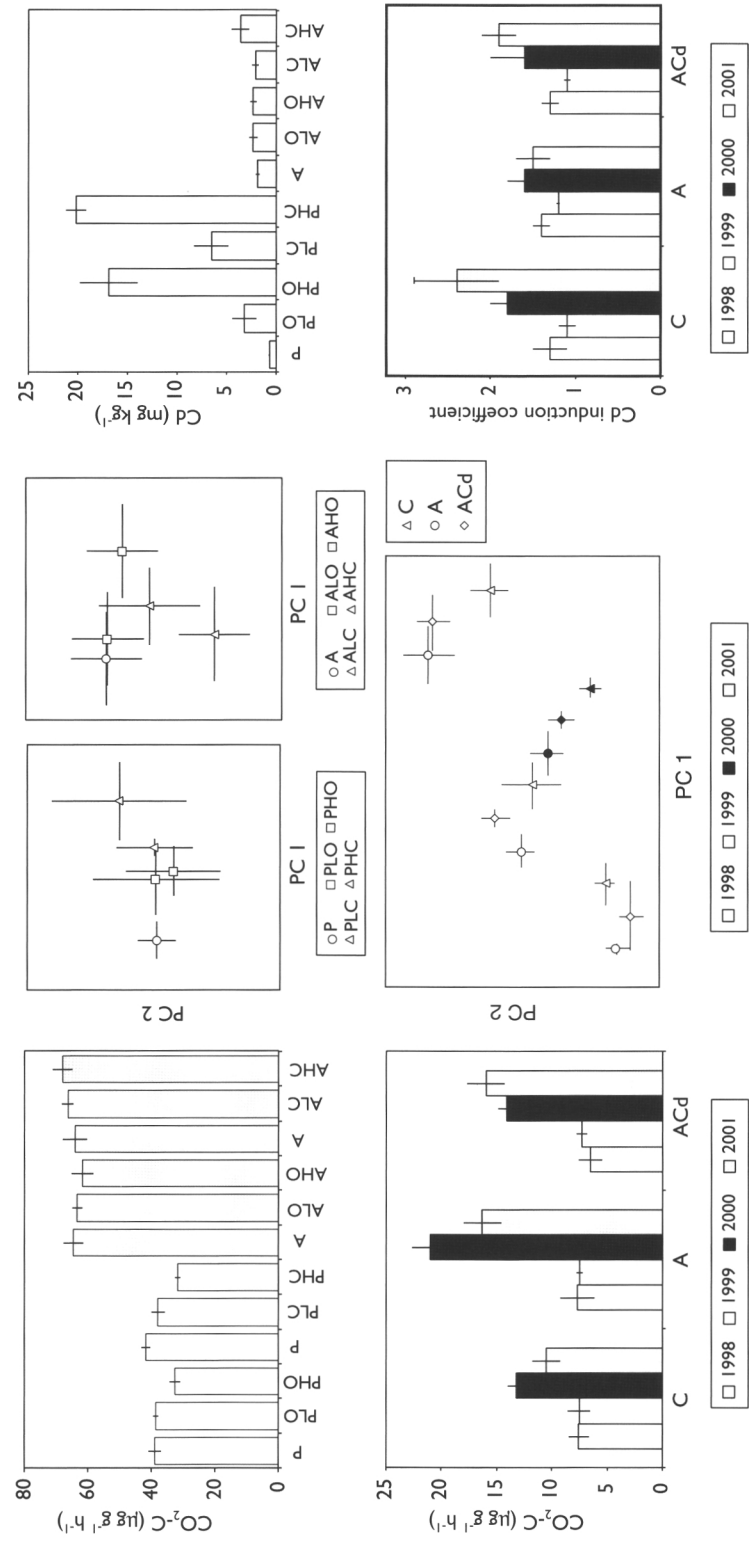 CO₂-C (µg g⁻¹ h⁻¹)
100
80
60
40
20
0
P PLO PHO P PLC PHC A ALO AHO A ALC AHC
PC 2
PC I
○P □PLO □PHO
△PLC △PHC
PC I
○A □ALO □AHO
△ALC △AHC
Cd (mg kg⁻¹)
25
20
15
10
5
0
P PLO PHO PLC PHC A ALO AHO ALC AHC
CO₂-C (µg g⁻¹ h⁻¹)
25
20
15
10
5
0
C A ACd
□ 1998 □ 1999 ■ 2000 □ 2001
PC 2
PC 1
△ C
○ A
◇ ACd
□ 1998 □ 1999 ■ 2000 □ 2001
Cd induction coefficient
3
2
1
0
C A ACd
□ 1998 □ 1999 ■ 2000 □ 2001